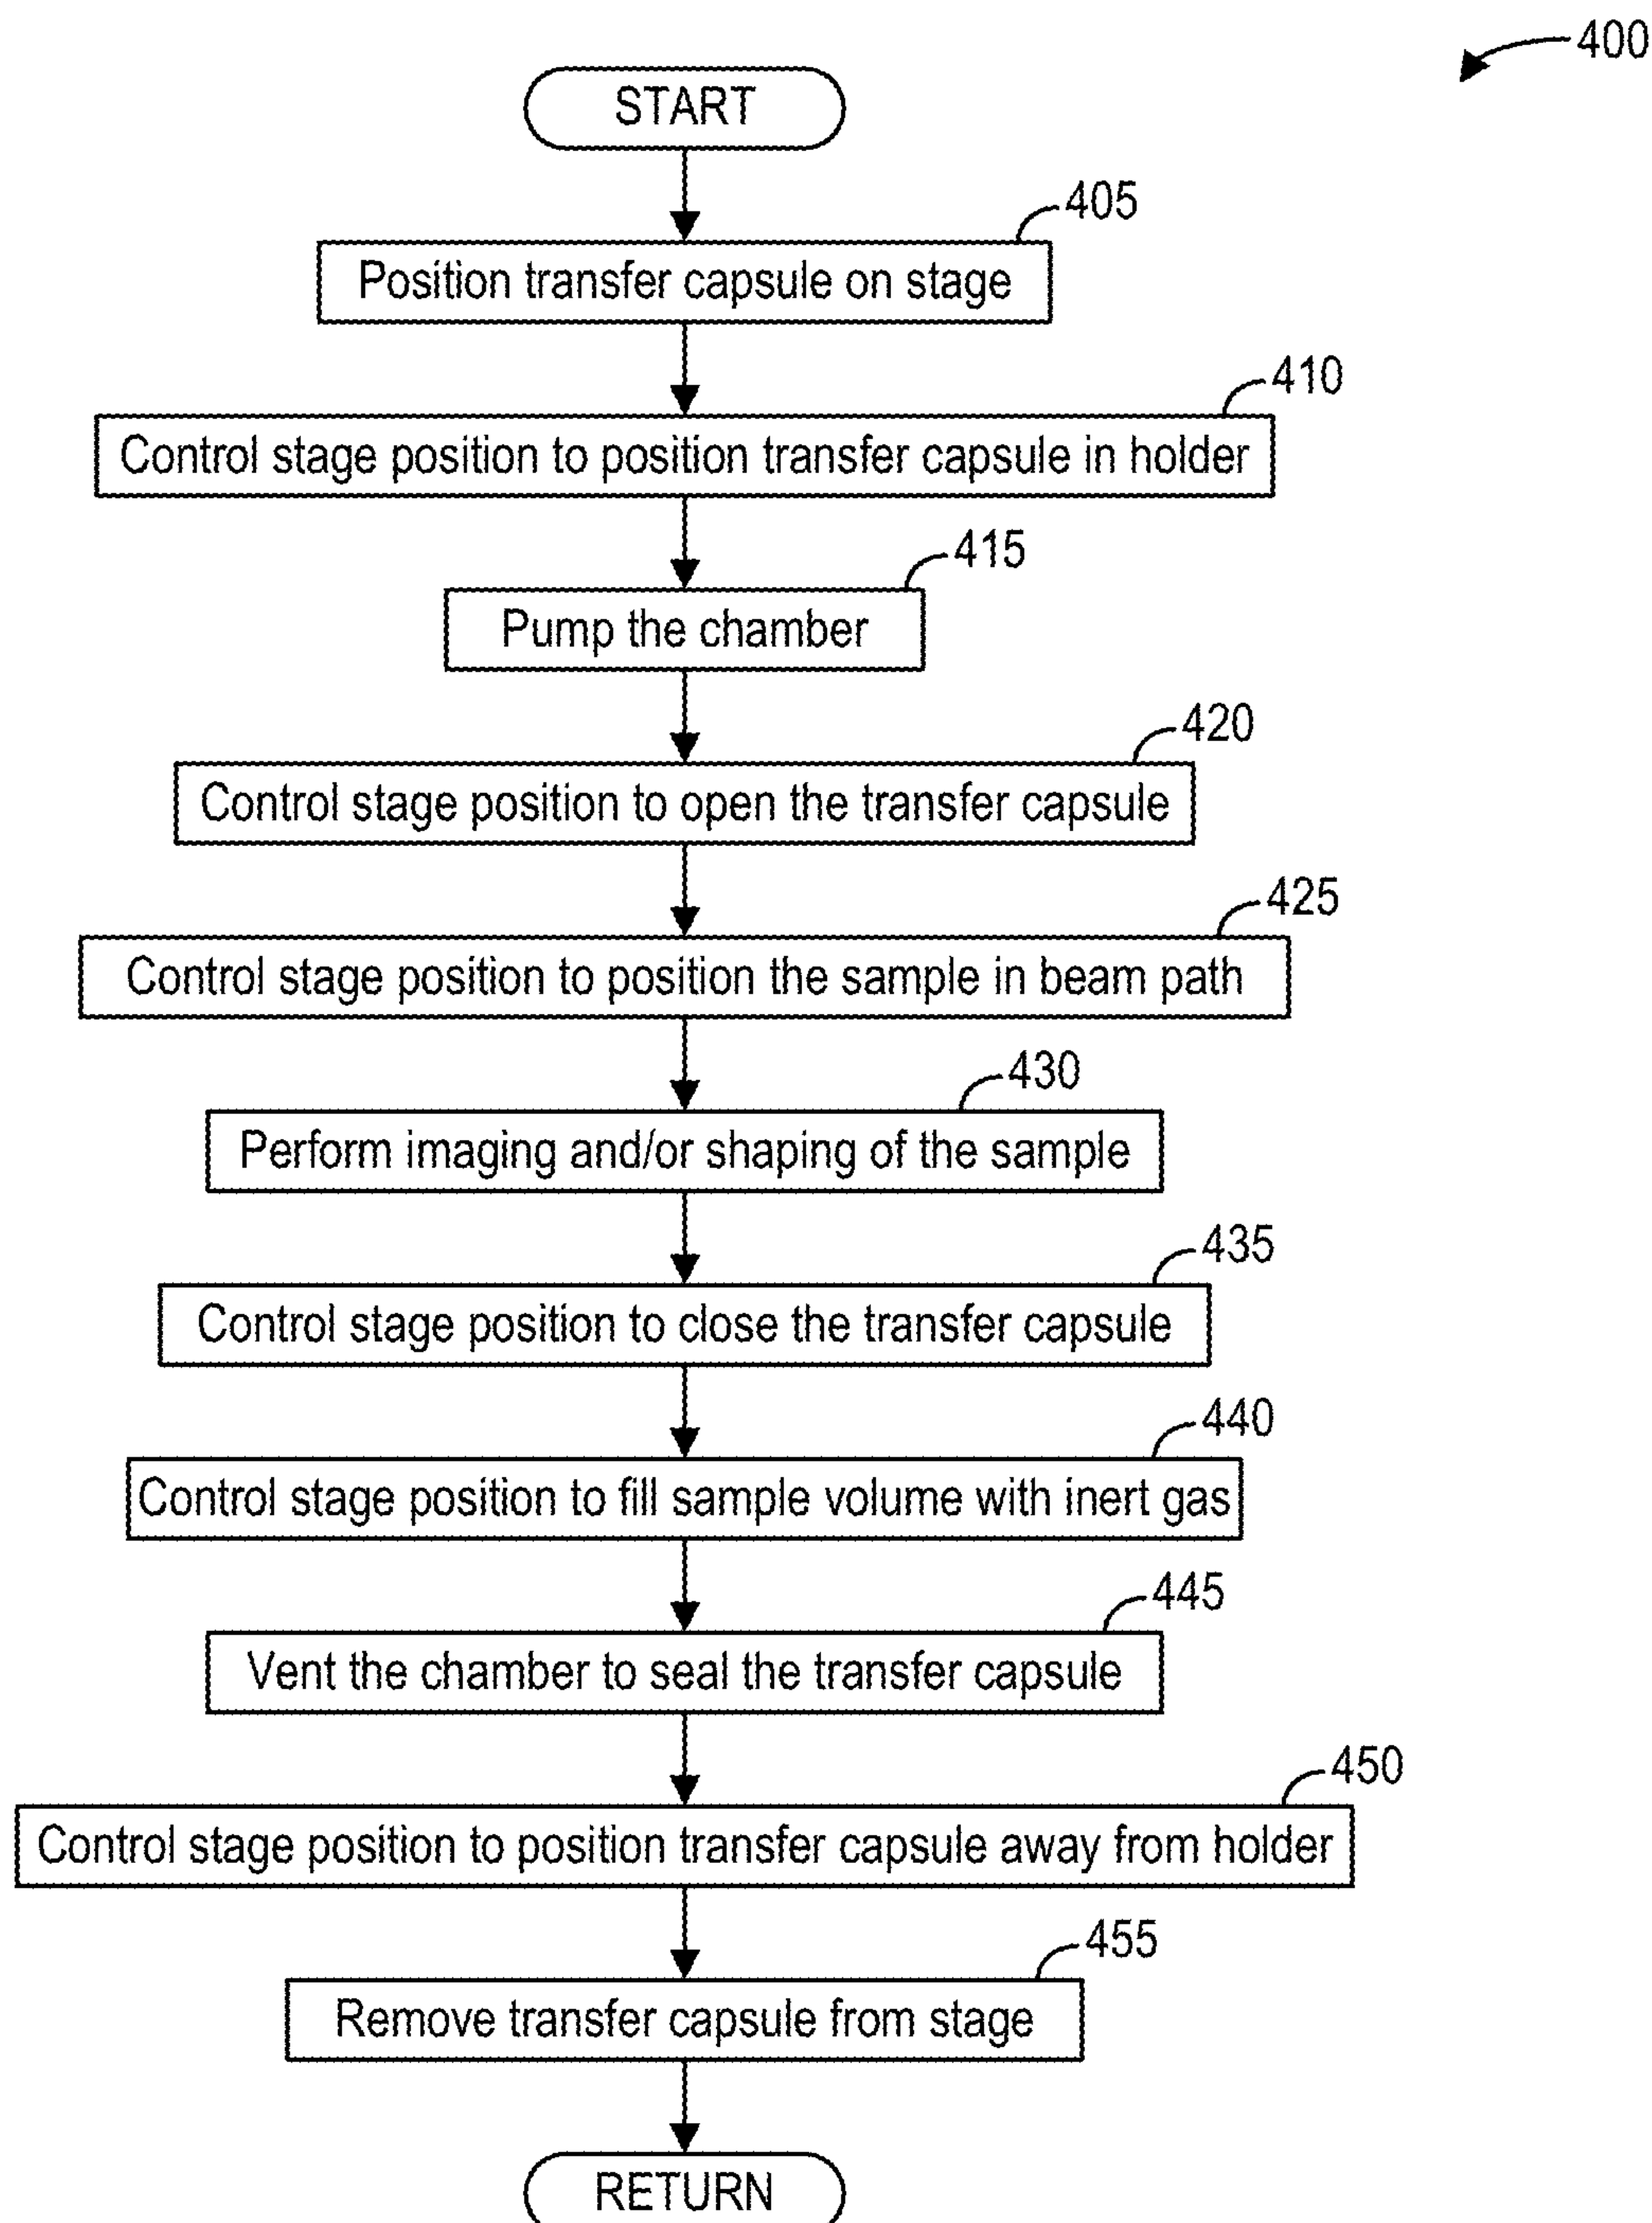 400
START
405
Position transfer capsule on stage
410
Control stage position to position transfer capsule in holder
415
Pump the chamber
420
Control stage position to open the transfer capsule
425
Control stage position to position the sample in beam path
430
Perform imaging and/or shaping of the sample
435
Control stage position to close the transfer capsule
440
Control stage position to fill sample volume with inert gas
445
Vent the chamber to seal the transfer capsule
450
Control stage position to position transfer capsule away from holder
455
Remove transfer capsule from stage
RETURN